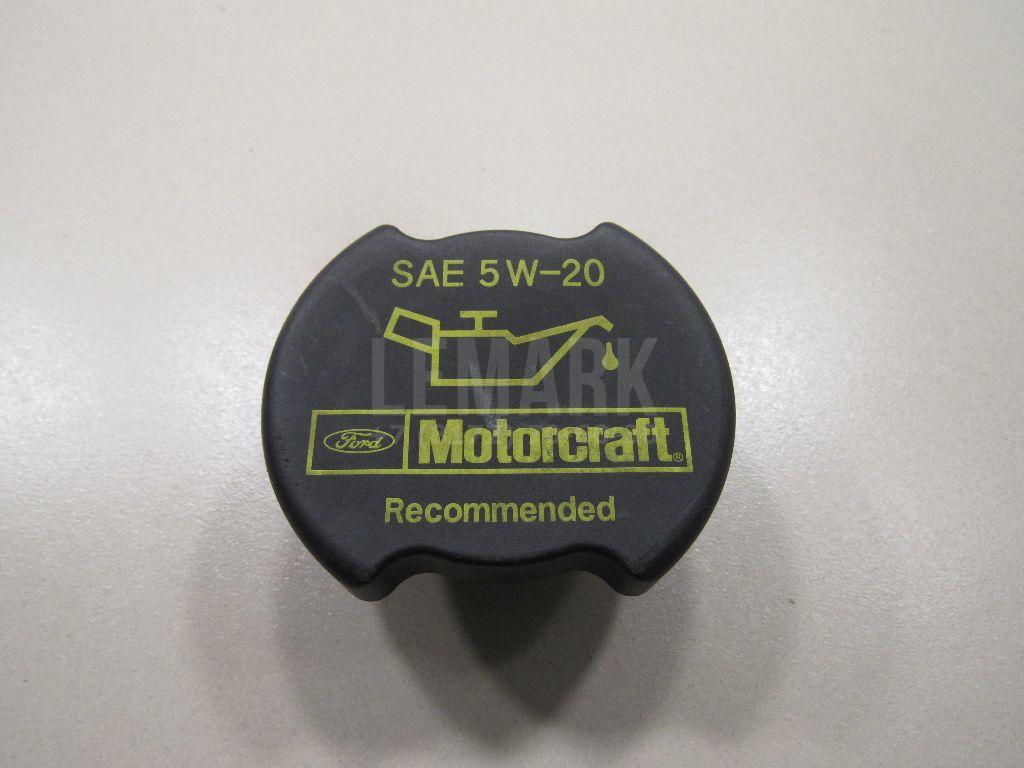 SAE 5W-20
LEMARK
Ford Motorcraft®
Recommended